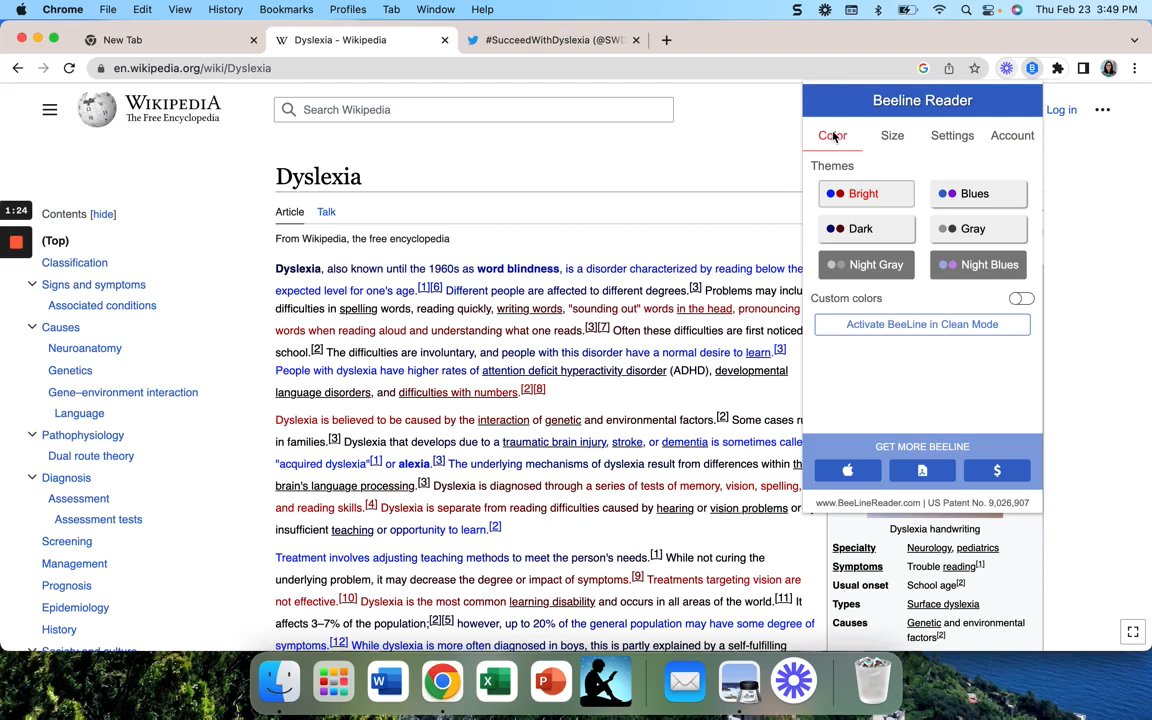 Chrome File Edit View History Bookmarks Profiles Tab Window Help Thu Feb 23 3:49 PM
New Tab Dyslexia - Wikipedia #SucceedWithDyslexia (@SWD
en.wikipedia.org/wiki/Dyslexia
WIKIPEDIA
The Free Encyclopedia
Search Wikipedia
Log in
Beeline Reader
Color Size Settings Account
Themes
Bright Blues
Dark Gray
Night Gray Night Blues
Custom colors
Activate BeeLine in Clean Mode
GET MORE BEELINE
$
www.BeeLineReader.com | US Patent No. 9,026,907
1:24
Contents [hide]
(Top)
Classification
Signs and symptoms
Associated conditions
Causes
Neuroanatomy
Genetics
Gene–environment interaction
Language
Pathophysiology
Dual route theory
Diagnosis
Assessment
Assessment tests
Screening
Management
Prognosis
Epidemiology
History
Society and culture
Dyslexia
Article Talk
From Wikipedia, the free encyclopedia
Dyslexia, also known until the 1960s as word blindness, is a disorder characterized by reading below the
expected level for one's age.[1][6] Different people are affected to different degrees.[3] Problems may inclu
difficulties in spelling words, reading quickly, writing words, "sounding out" words in the head, pronouncing
words when reading aloud and understanding what one reads.[3][7] Often these difficulties are first noticed
school.[2] The difficulties are involuntary, and people with this disorder have a normal desire to learn.[3]
People with dyslexia have higher rates of attention deficit hyperactivity disorder (ADHD), developmental
language disorders, and difficulties with numbers.[2][8]
Dyslexia is believed to be caused by the interaction of genetic and environmental factors.[2] Some cases ru
in families.[3] Dyslexia that develops due to a traumatic brain injury, stroke, or dementia is sometimes calle
"acquired dyslexia"[1] or alexia.[3] The underlying mechanisms of dyslexia result from differences within th
brain's language processing.[3] Dyslexia is diagnosed through a series of tests of memory, vision, spelling,
and reading skills.[4] Dyslexia is separate from reading difficulties caused by hearing or vision problems or
insufficient teaching or opportunity to learn.[2]
Treatment involves adjusting teaching methods to meet the person's needs.[1] While not curing the
underlying problem, it may decrease the degree or impact of symptoms.[9] Treatments targeting vision are
not effective.[10] Dyslexia is the most common learning disability and occurs in all areas of the world.[11] It
affects 3–7% of the population;[2][5] however, up to 20% of the general population may have some degree of
symptoms.[12] While dyslexia is more often diagnosed in boys, this is partly explained by a self-fulfilling
Dyslexia handwriting
Specialty Neurology, pediatrics
Symptoms Trouble reading[1]
Usual onset School age[2]
Types Surface dyslexia
Causes Genetic and environmental
factors[2]